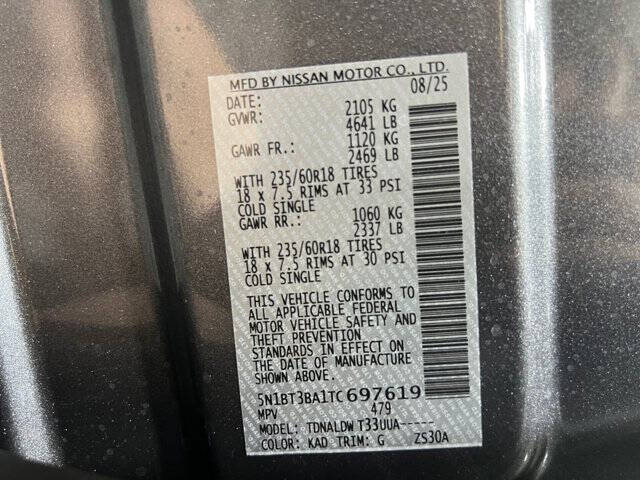 MFD BY NISSAN MOTOR CO., LTD.
DATE: 08/25
GVWR: 2105 KG
4641 LB
GAWR FR.: 1120 KG
2469 LB
WITH 235/60R18 TIRES
18 x 7.5 RIMS AT 33 PSI
COLD SINGLE
GAWR RR.: 1060 KG
2337 LB
WITH 235/60R18 TIRES
18 x 7.5 RIMS AT 30 PSI
COLD SINGLE
THIS VEHICLE CONFORMS TO
ALL APPLICABLE FEDERAL
MOTOR VEHICLE SAFETY AND
THEFT PREVENTION
STANDARDS IN EFFECT ON
THE DATE OF MANUFACTURE
SHOWN ABOVE.
5N1BT3BA1TC697619
MPV 479
MODEL: TDNALDW T33UUA-----
COLOR: KAD TRIM: G ZS30A